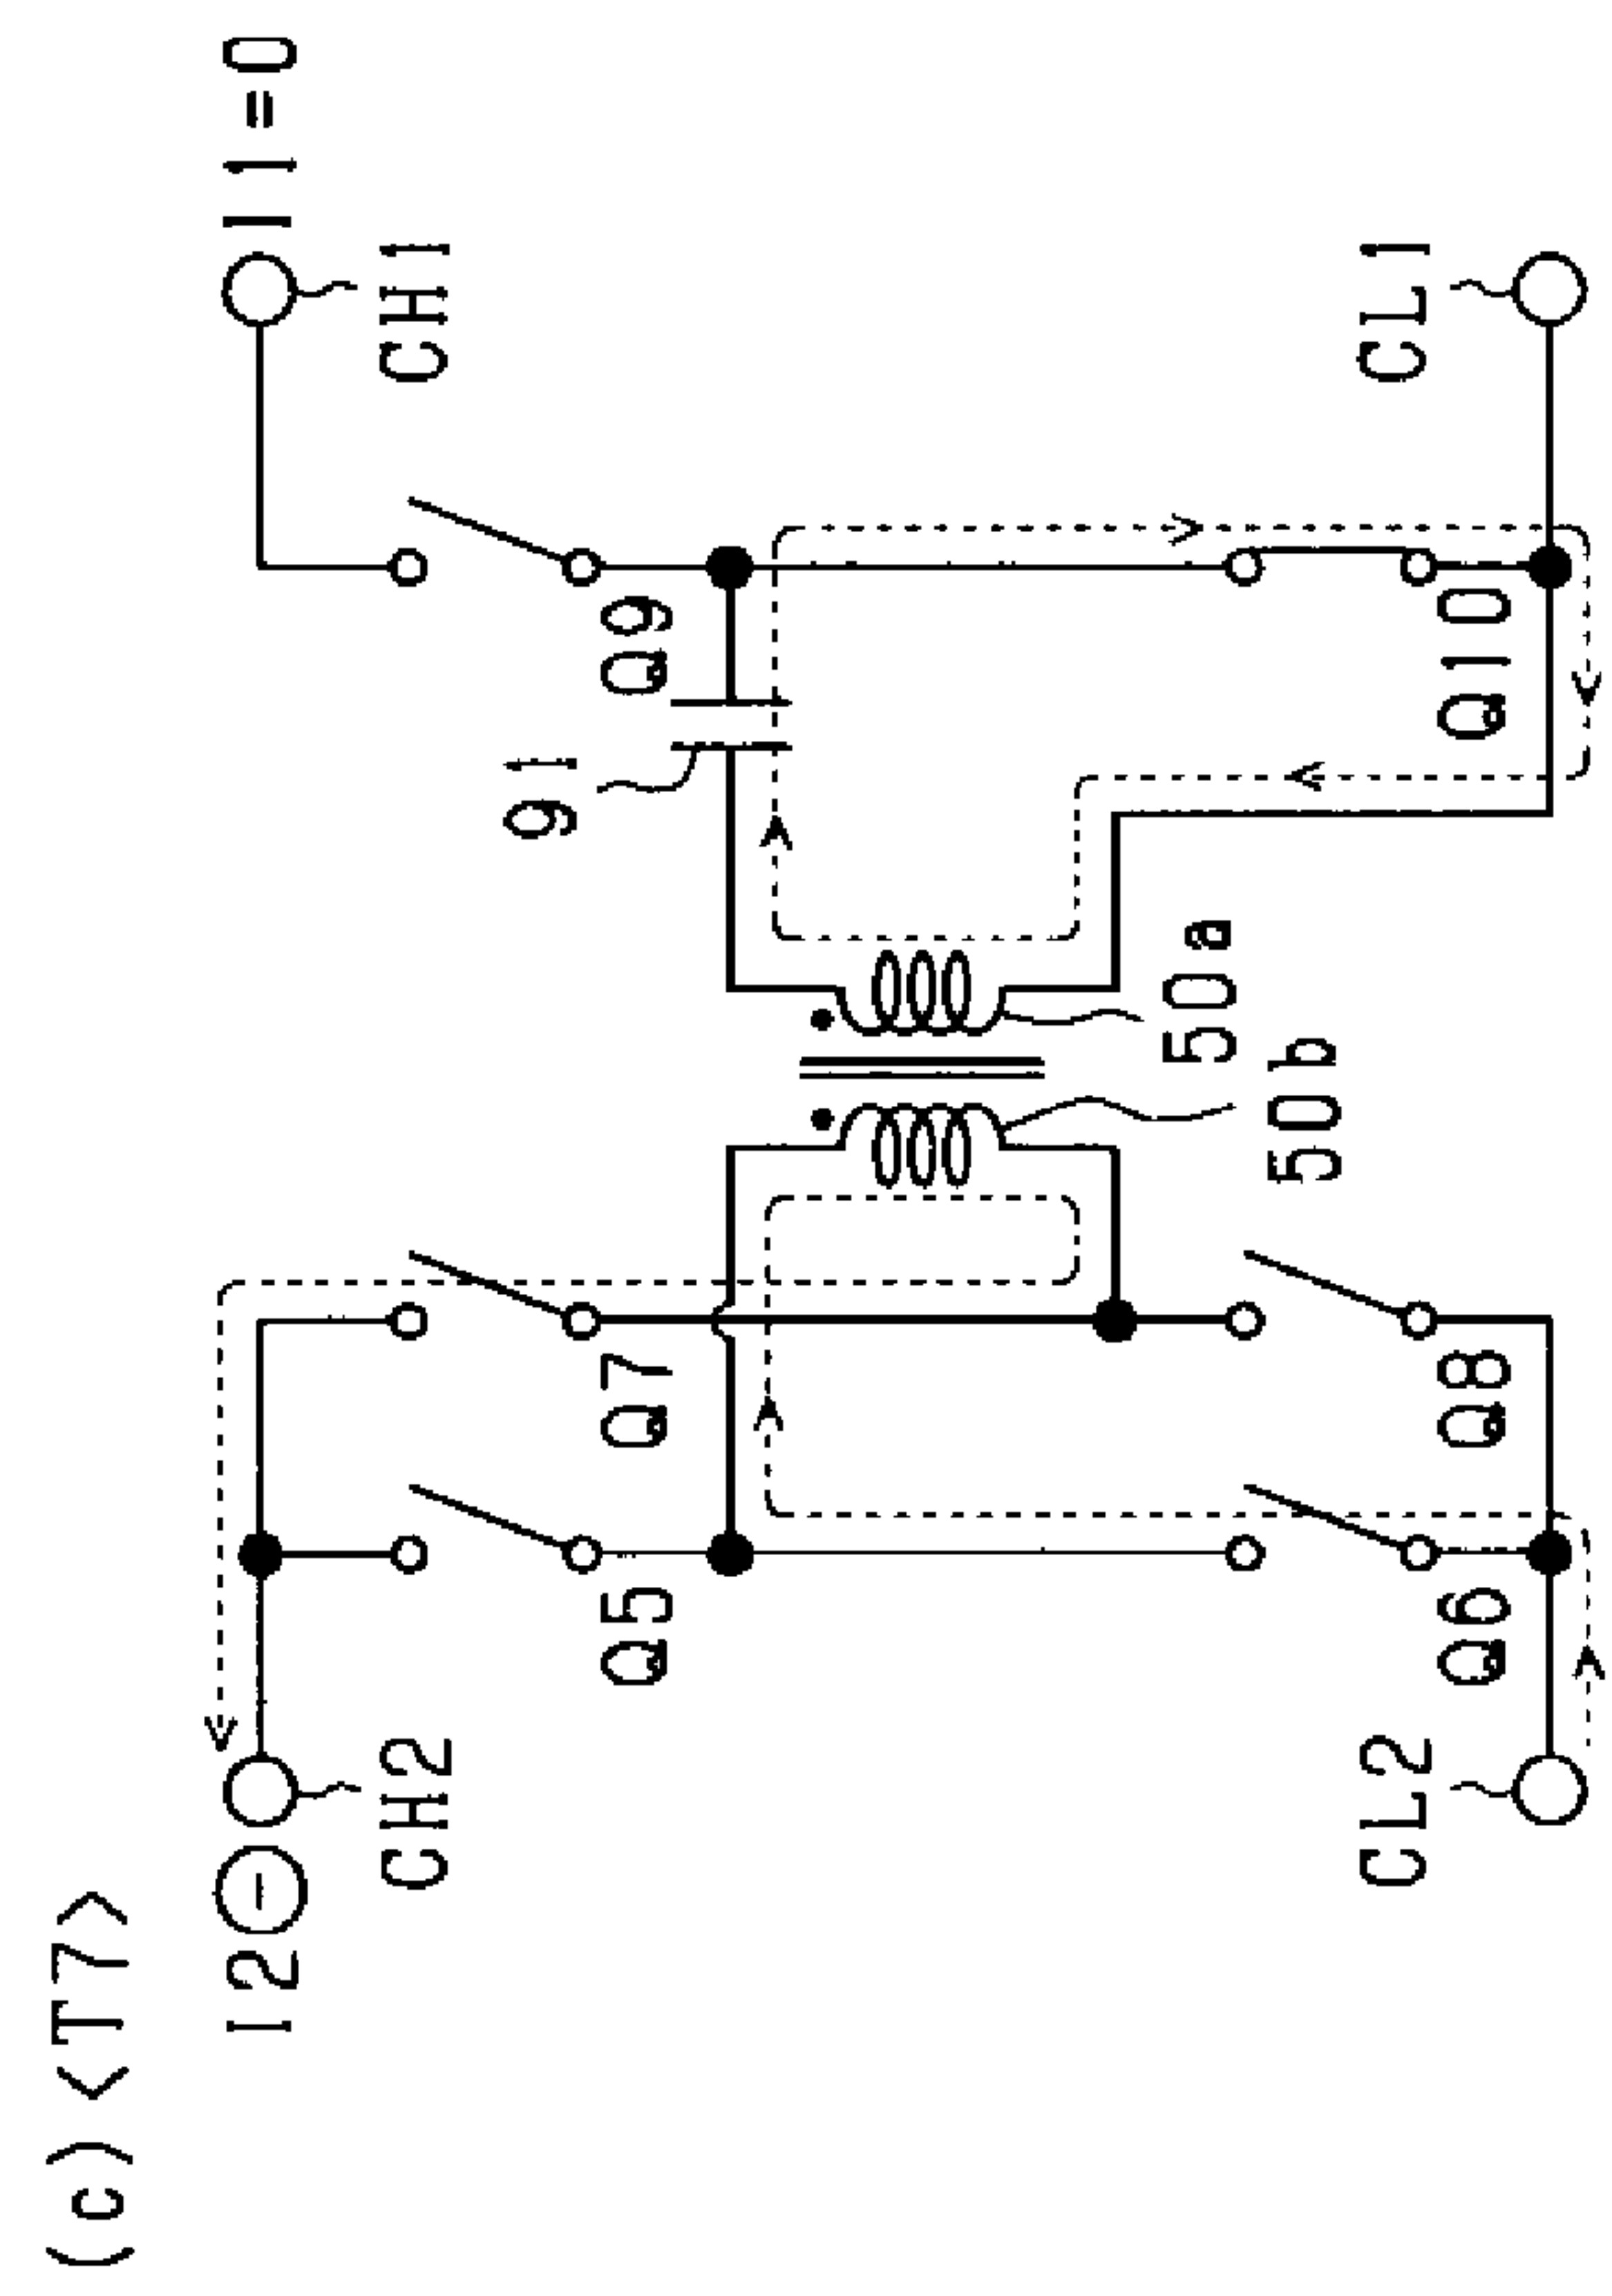 (c)<T7>
I2⊖
I1=0
CH2
CH1
Q5
Q7
91
Q9
50a
50b
CL2
CL1
Q6
Q8
Q10